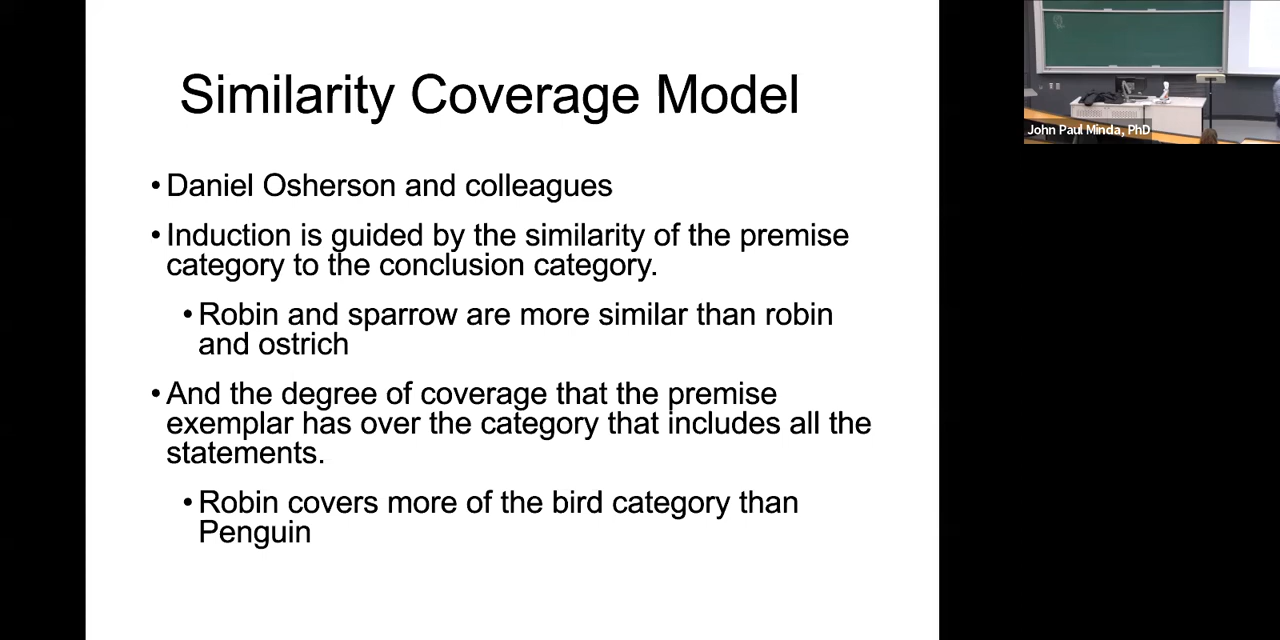 Similarity Coverage Model
• Daniel Osherson and colleagues
• Induction is guided by the similarity of the premise
category to the conclusion category.
• Robin and sparrow are more similar than robin
and ostrich
• And the degree of coverage that the premise
exemplar has over the category that includes all the
statements.
• Robin covers more of the bird category than
Penguin
John Paul Minda, PhD